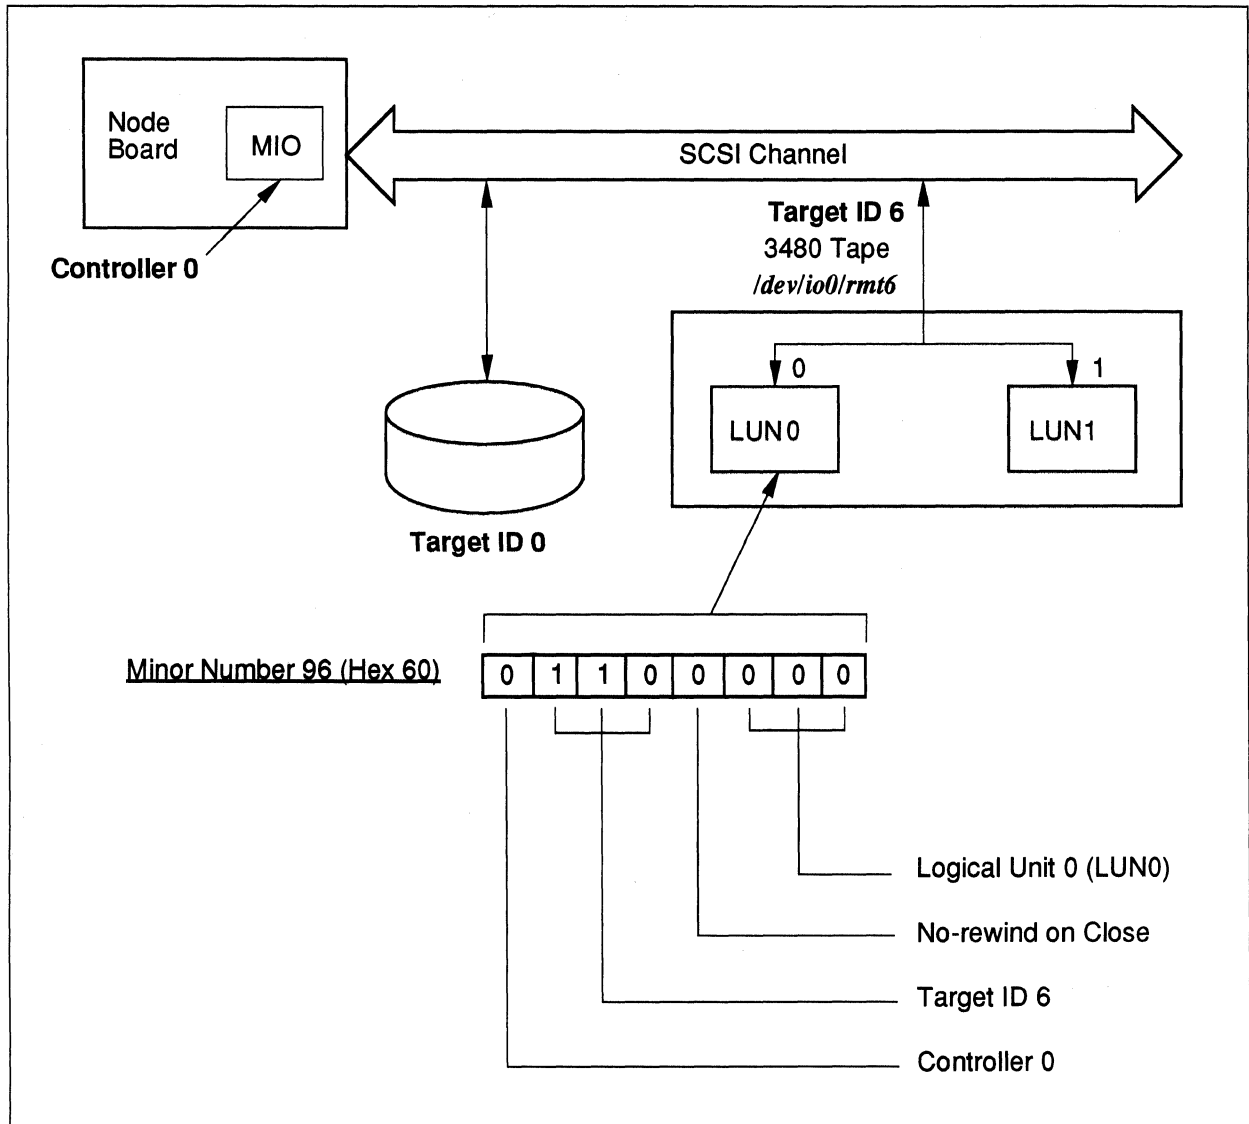 Node
Board
MIO
SCSI Channel
Controller 0
Target ID 6
3480 Tape
/dev/io0/rmt6
0
1
LUN0
LUN1
Target ID 0
Minor Number 96 (Hex 60)
0 1 1 0 0 0 0 0
Logical Unit 0 (LUN0)
No-rewind on Close
Target ID 6
Controller 0